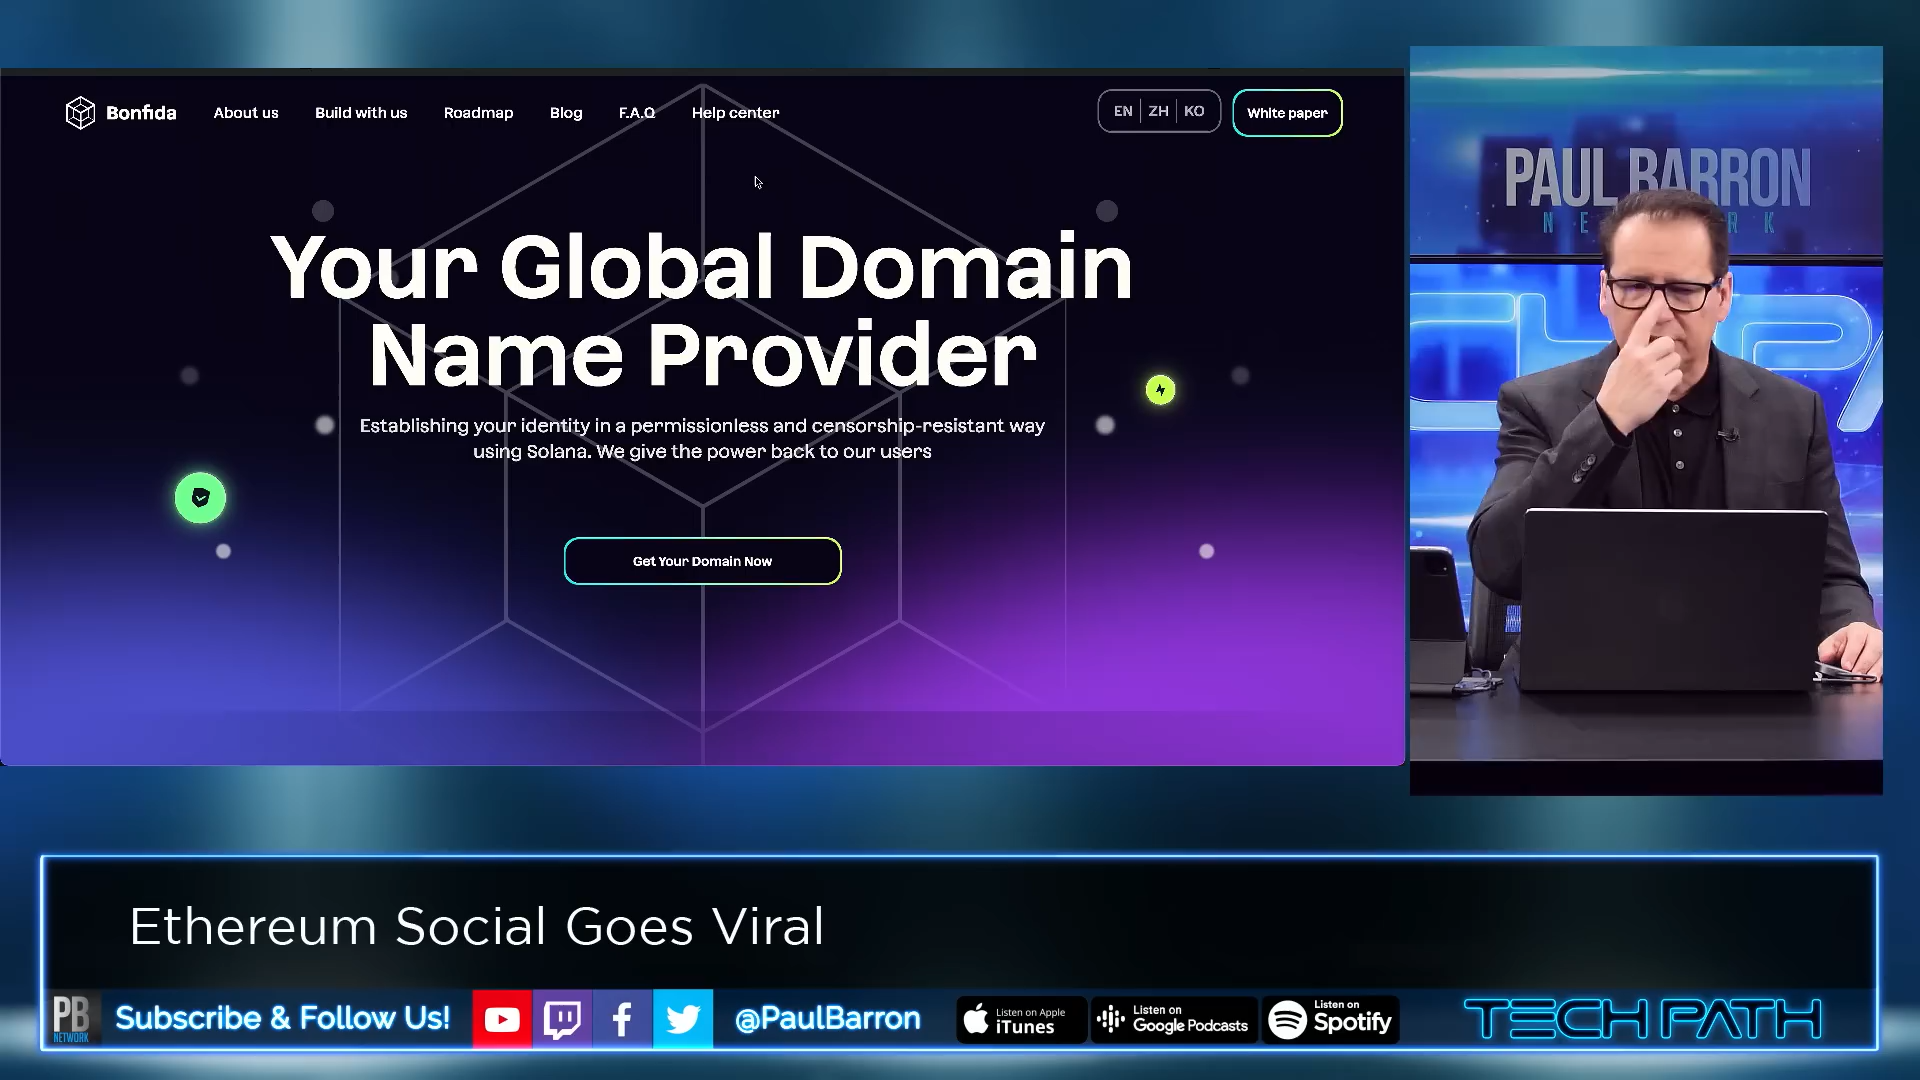 Bonfida
About us
Build with us
Roadmap
Blog
F.A.Q
Help center
EN
ZH
KO
White paper
Your Global Domain
Name Provider
Establishing your identity in a permissionless and censorship-resistant way
using Solana. We give the power back to our users
Get Your Domain Now
PAUL BARRON
Ethereum Social Goes Viral
PB
NETWORK
Subscribe & Follow Us!
@PaulBarron
Listen on Apple
iTunes
Listen on
Google Podcasts
Listen on
Spotify
TECH PATH